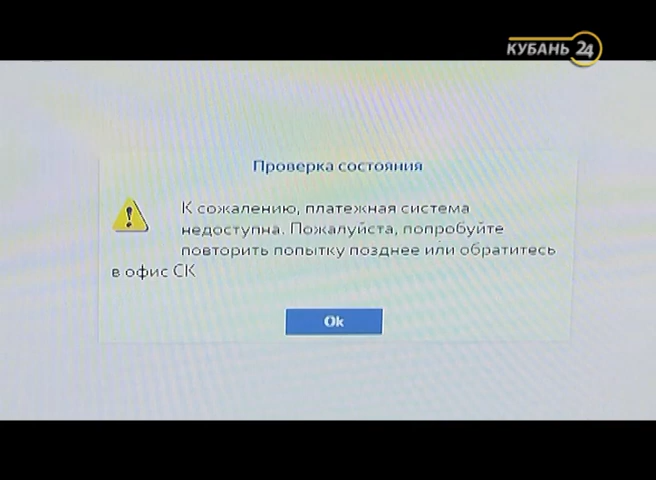 КУБАНЬ 24
Проверка состояния
К сожалению, платежная система
недоступна. Пожалуйста, попробуйте
повторить попытку позднее или обратитесь
в офис СК
Ok